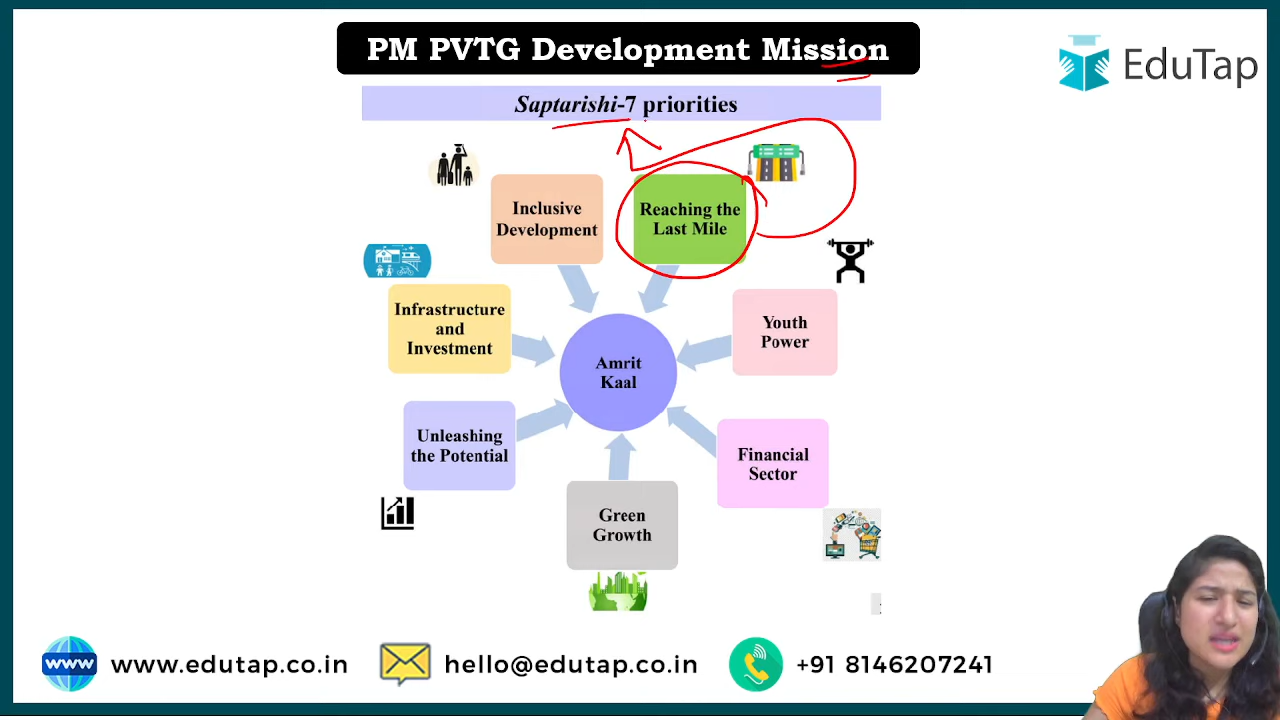 PM PVTG Development Mission
EduTap
Saptarishi-7 priorities
Inclusive
Development
Reaching the
Last Mile
Infrastructure
and
Investment
Youth
Power
Amrit
Kaal
Unleashing
the Potential
Financial
Sector
Green
Growth
www
www.edutap.co.in
hello@edutap.co.in
+91 8146207241